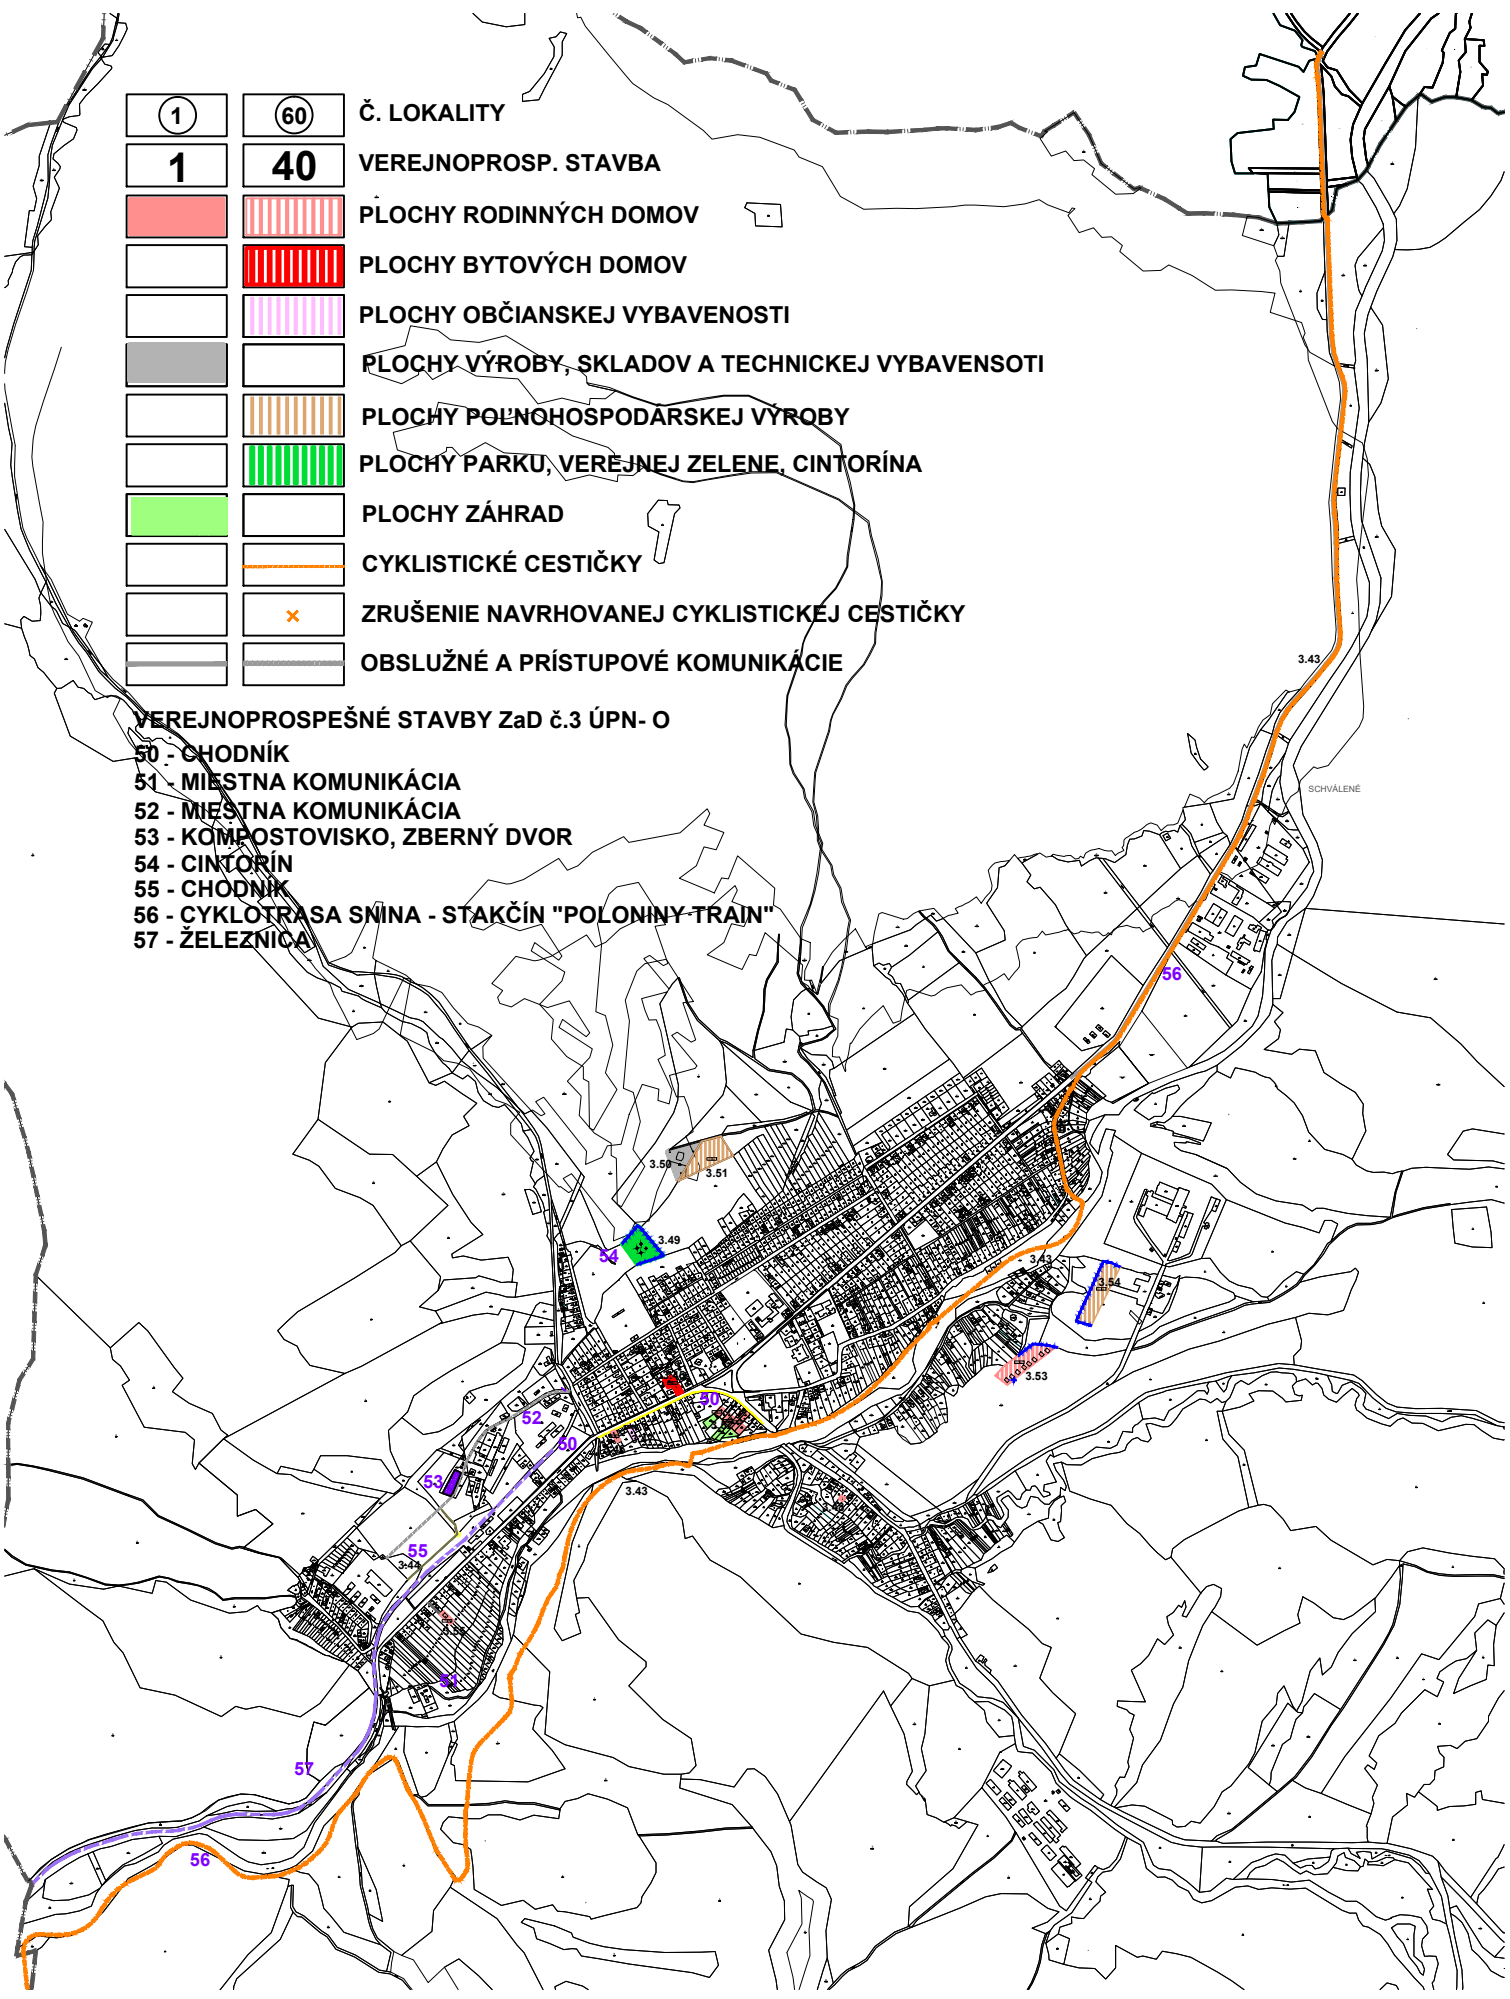 1 60 Č. LOKALITY
1 40 VEREJNOPROSP. STAVBA
PLOCHY RODINNÝCH DOMOV
PLOCHY BYTOVÝCH DOMOV
PLOCHY OBČIANSKEJ VYBAVENOSTI
PLOCHY VÝROBY, SKLADOV A TECHNICKEJ VYBAVENSOTI
PLOCHY POĽNOHOSPODÁRSKEJ VÝROBY
PLOCHY PARKU, VEREJNEJ ZELENE, CINTORÍNA
PLOCHY ZÁHRAD
CYKLISTICKÉ CESTIČKY
ZRUŠENIE NAVRHOVANEJ CYKLISTICKEJ CESTIČKY
OBSLUŽNÉ A PRÍSTUPOVÉ KOMUNIKÁCIE
VEREJNOPROSPEŠNÉ STAVBY ZaD č.3 ÚPN- O
50 - CHODNÍK
51 - MIESTNA KOMUNIKÁCIA
52 - MIESTNA KOMUNIKÁCIA
53 - KOMPOSTOVISKO, ZBERNÝ DVOR
54 - CINTORÍN
55 - CHODNÍK
56 - CYKLOTRASA SNINA - STAKČÍN "POLONINY TRAIN"
57 - ŽELEZNICA
3.43
SCHVÁLENÉ
56
3.50
3.51
3.49
54
3.43
3.54
3.53
50
52
50
53
3.43
55
3.44
51
57
56